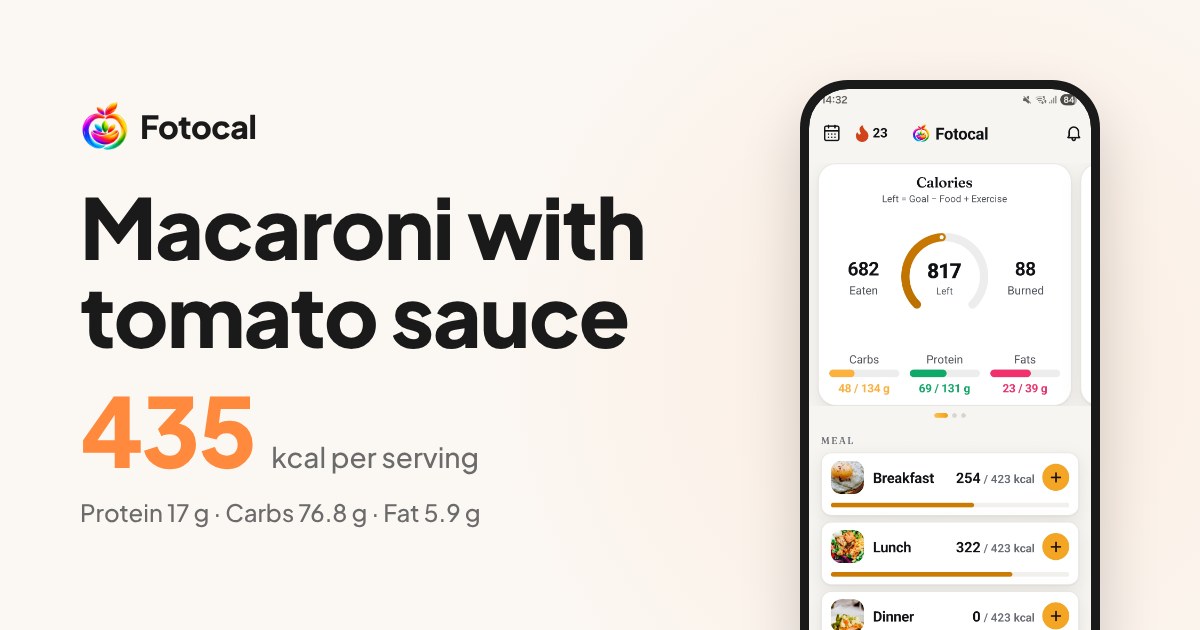 Fotocal
Macaroni with
tomato sauce
435 kcal per serving
Protein 17 g · Carbs 76.8 g · Fat 5.9 g
14:32
84
23
Fotocal
Calories
Left = Goal − Food + Exercise
682
Eaten
817
Left
88
Burned
Carbs
48 / 134 g
Protein
69 / 131 g
Fats
23 / 39 g
MEAL
Breakfast 254 / 423 kcal +
Lunch 322 / 423 kcal +
Dinner 0 / 423 kcal +